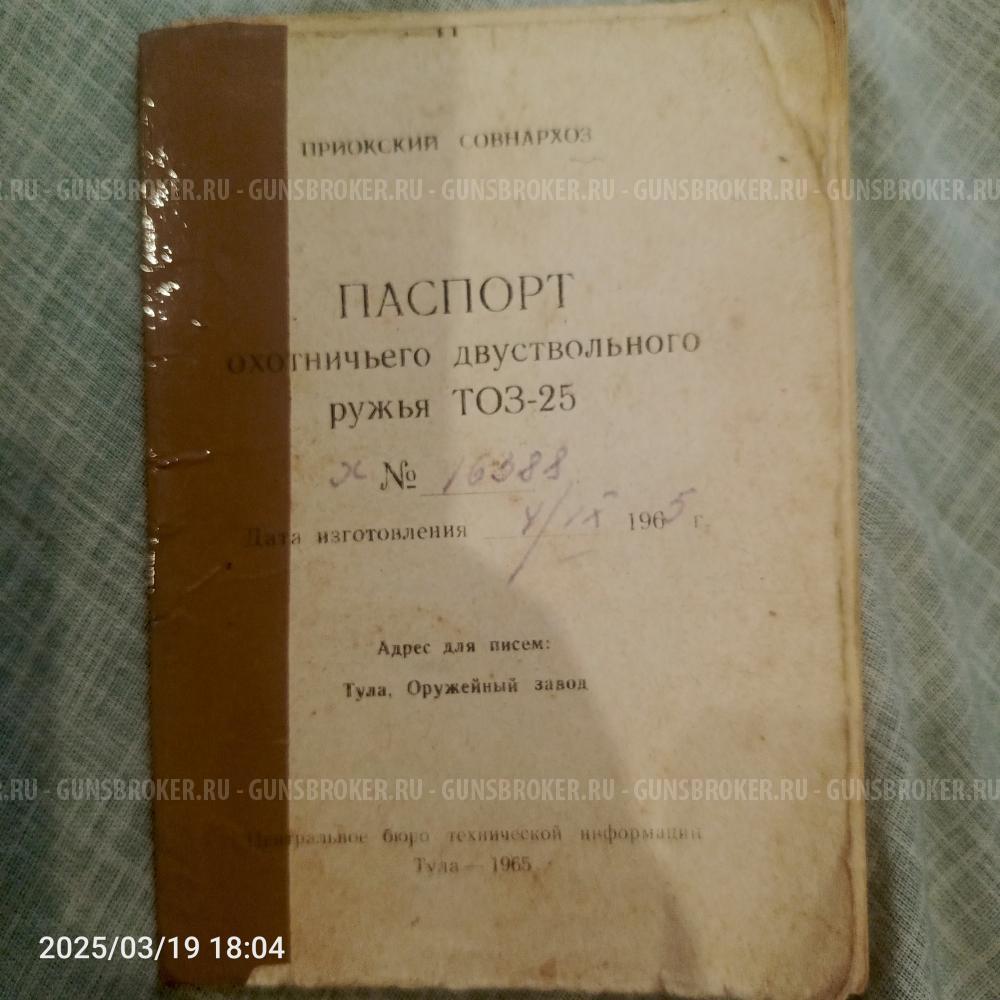 ПРИОКСКИЙ СОВНАРХОЗ
.RU - GUNSBROKER.RU - GUNSBROKER.RU - GUNSBROKER.RU - GUNSBROKER.RU - GUNSBROKER
ПАСПОРТ
охотничьего двуствольного
ружья ТОЗ-25
Х № 16388
Дата изготовления 4/IX 1965 г.
Адрес для писем:
Тула, Оружейный завод
.RU - GUNSBROKER.RU - GUNSBROKER.RU - GUNSBROKER.RU - GUNSBROKER.RU - GUNSBROKER
Центральное бюро технической информации
Тула — 1965
2025/03/19 18:04